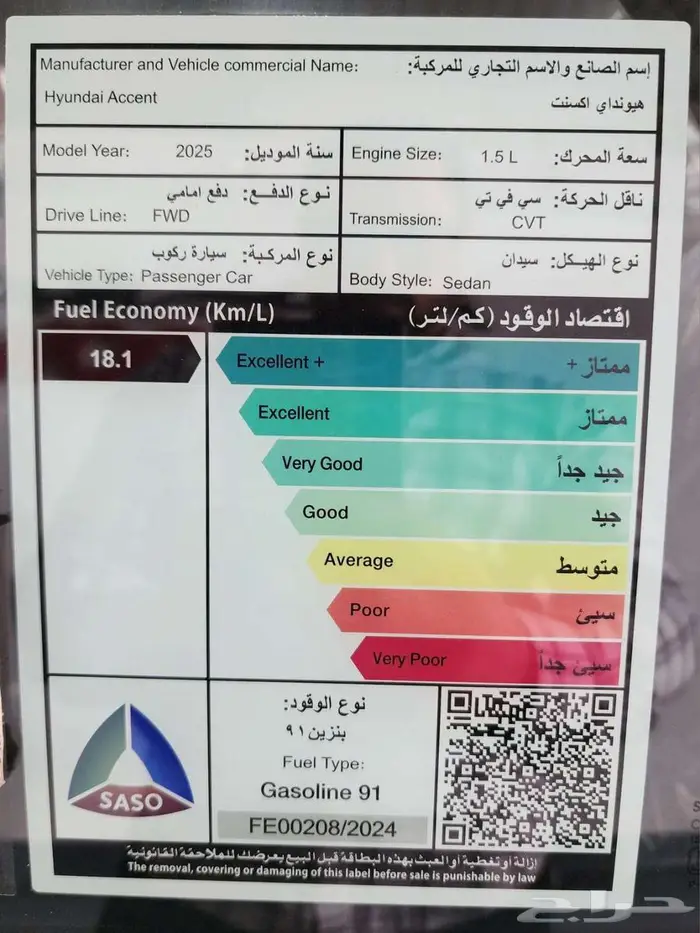 Manufacturer and Vehicle commercial Name: إسم الصانع والاسم التجاري للمركبة:
Hyundai Accent هيونداي اكسنت
Model Year: 2025 سنة الموديل:
Engine Size: 1.5 L سعة المحرك:
نوع الدفع: دفع امامي
Drive Line: FWD
ناقل الحركة: سي في تي
Transmission: CVT
نوع المركبة: سيارة ركوب
Vehicle Type: Passenger Car
نوع الهيكل: سيدان
Body Style: Sedan
Fuel Economy (Km/L) اقتصاد الوقود (كم/لتر)
18.1
Excellent + ممتاز +
Excellent ممتاز
Very Good جيد جداً
Good جيد
Average متوسط
Poor سيئ
Very Poor سيئ جداً
SASO
نوع الوقود:
بنزين ٩١
Fuel Type:
Gasoline 91
FE00208/2024
إزالة أو تغطية أو العبث بهذه البطاقة قبل البيع يعرضك للملاحقة القانونية
The removal, covering or damaging of this label before sale is punishable by law
حراج